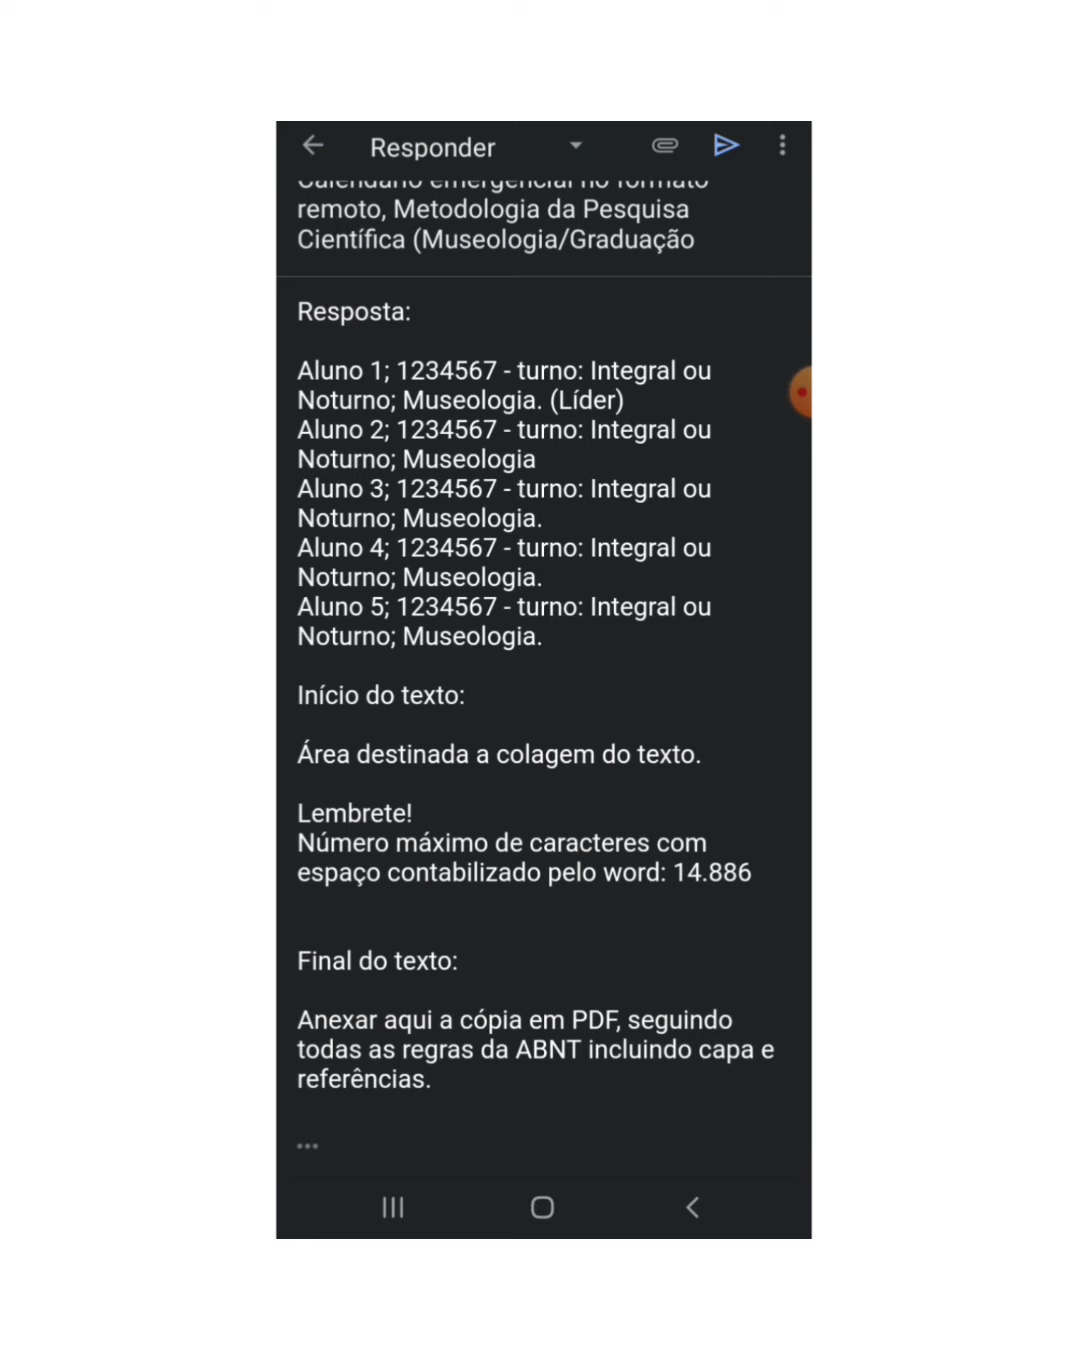 Responder
Calendário emergencial no formato
remoto, Metodologia da Pesquisa
Científica (Museologia/Graduação
Resposta:
Aluno 1; 1234567 - turno: Integral ou
Noturno; Museologia. (Líder)
Aluno 2; 1234567 - turno: Integral ou
Noturno; Museologia
Aluno 3; 1234567 - turno: Integral ou
Noturno; Museologia.
Aluno 4; 1234567 - turno: Integral ou
Noturno; Museologia.
Aluno 5; 1234567 - turno: Integral ou
Noturno; Museologia.
Início do texto:
Área destinada a colagem do texto.
Lembrete!
Número máximo de caracteres com
espaço contabilizado pelo word: 14.886
Final do texto:
Anexar aqui a cópia em PDF, seguindo
todas as regras da ABNT incluindo capa e
referências.